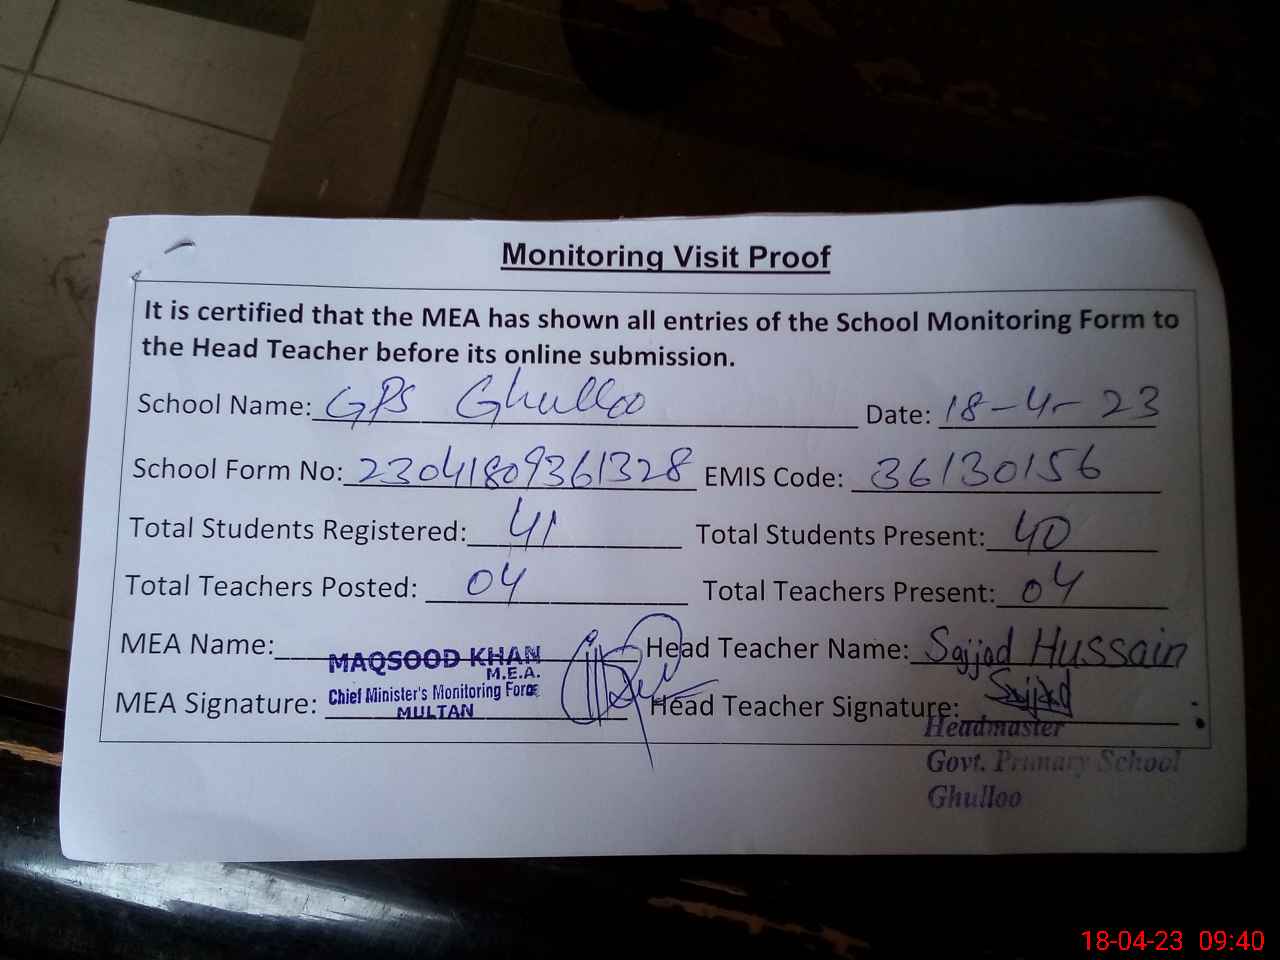 Monitoring Visit Proof
It is certified that the MEA has shown all entries of the School Monitoring Form to
the Head Teacher before its online submission.
School Name: GPS Ghulloo Date: 18-4-23
School Form No: 23041809361328 EMIS Code: 36130156
Total Students Registered: 41 Total Students Present: 40
Total Teachers Posted: 04 Total Teachers Present: 04
MEA Name: MAQSOOD KHAN Head Teacher Name: Sajjad Hussain
M.E.A.
Chief Minister's Monitoring Force
MEA Signature: MULTAN Head Teacher Signature: Sajjad
Headmaster
Govt. Primary School
Ghulloo
18-04-23 09:40